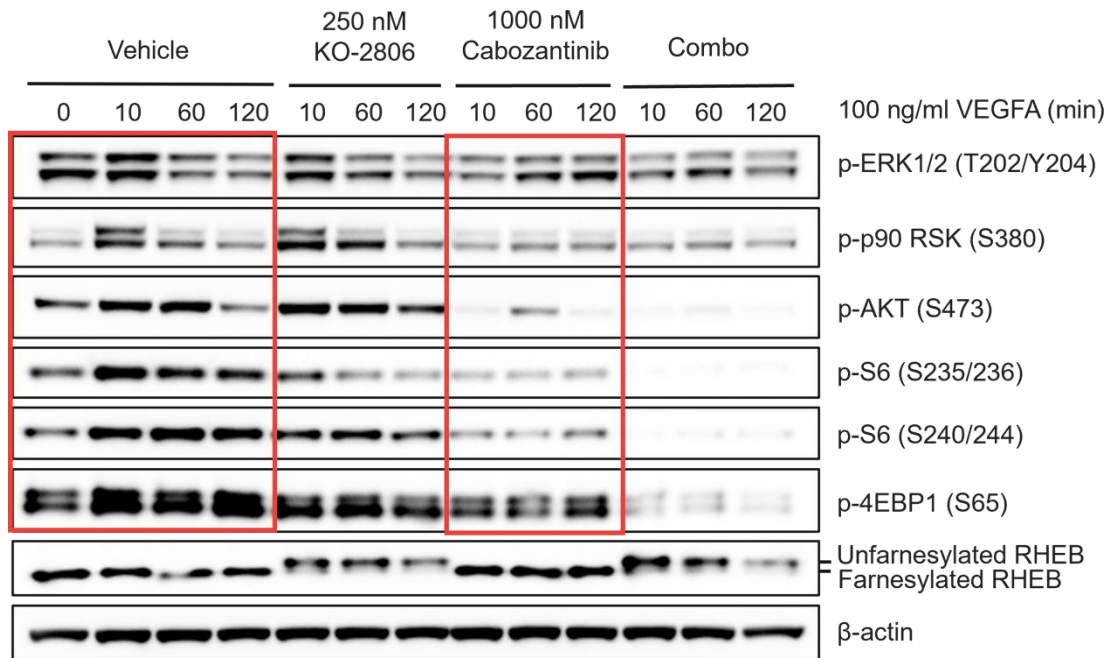 Vehicle
250 nM
KO-2806
1000 nM
Cabozantinib
Combo
0 10 60 120 10 60 120 10 60 120 10 60 120 100 ng/ml VEGFA (min)
p-ERK1/2 (T202/Y204)
p-p90 RSK (S380)
p-AKT (S473)
p-S6 (S235/236)
p-S6 (S240/244)
p-4EBP1 (S65)
Unfarnesylated RHEB
Farnesylated RHEB
β-actin